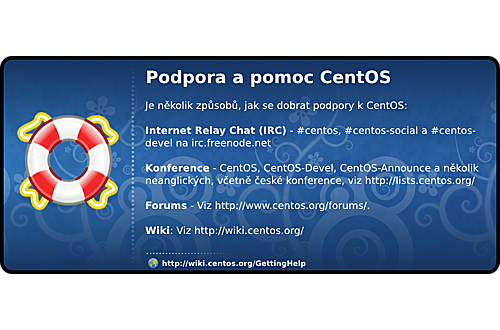 Podpora a pomoc CentOS
Je několik způsobů, jak se dobrat podpory k CentOS:
Internet Relay Chat (IRC) - #centos, #centos-social a #centos-
devel na irc.freenode.net
Konference - CentOS, CentOS-Devel, CentOS-Announce a několik
neanglických, včetně české konference, viz http://lists.centos.org/
Forums - Viz http://www.centos.org/forums/.
Wiki: Viz http://wiki.centos.org/
http://wiki.centos.org/GettingHelp